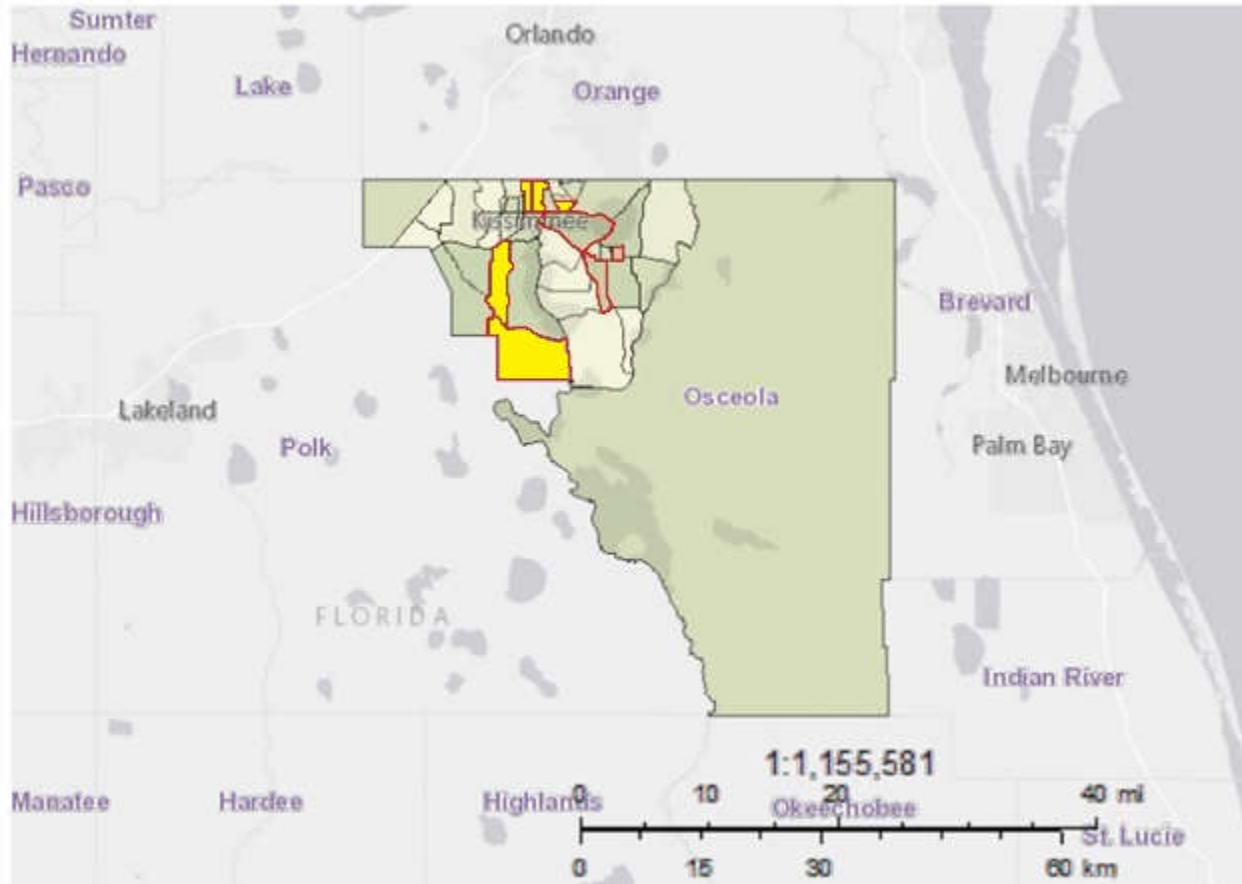 Sumter
Orlando
Hernando
Lake
Orange
Pasco
Kissimmee
Brevard
Melbourne
Osceola
Lakeland
Palm Bay
Polk
Hillsborough
FLORIDA
Indian River
1:1,155,581
0 10 20 40 mi
Manatee Hardee Highlands Okeechobee
St. Lucie
0 15 30 60 km